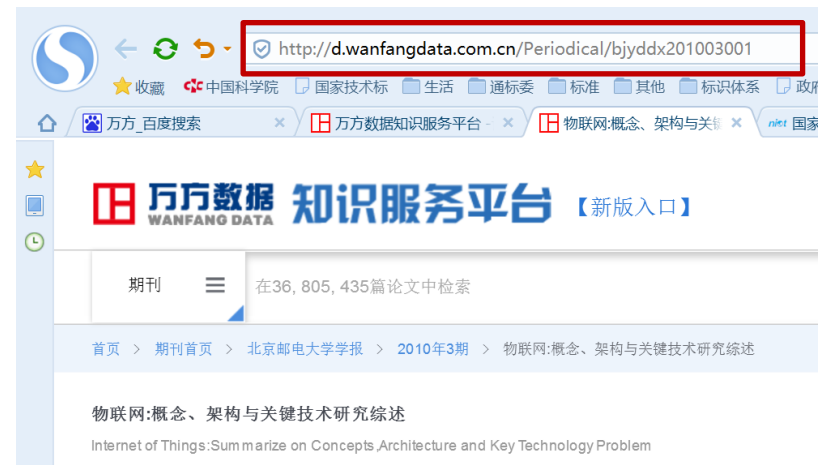 http://d.wanfangdata.com.cn/Periodical/bjyddx201003001
收藏 中国科学院 国家技术标 生活 通标委 标准 其他 标识体系 政府
万方_百度搜索 万方数据知识服务平台 - 物联网:概念、架构与关键 nist 国家
万方数据 知识服务平台 【新版入口】
WANFANG DATA
期刊 在36, 805, 435篇论文中检索
首页 > 期刊首页 > 北京邮电大学学报 > 2010年3期 > 物联网:概念、架构与关键技术研究综述
物联网:概念、架构与关键技术研究综述
Internet of Things:Summarize on Concepts,Architecture and Key Technology Problem